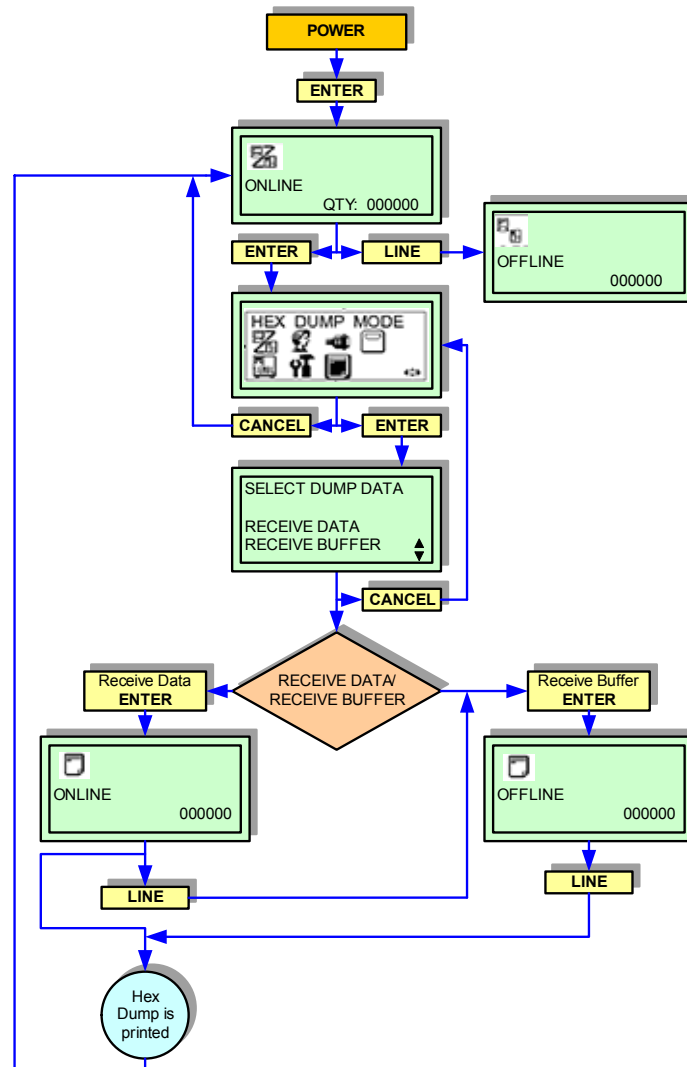 POWER
ENTER
ONLINE
QTY: 000000
ENTER
LINE
OFFLINE
000000
HEX DUMP MODE
CANCEL
ENTER
SELECT DUMP DATA
RECEIVE DATA
RECEIVE BUFFER
CANCEL
RECEIVE DATA/
RECEIVE BUFFER
Receive Data
ENTER
Receive Buffer
ENTER
ONLINE
000000
OFFLINE
000000
LINE
LINE
Hex
Dump is
printed